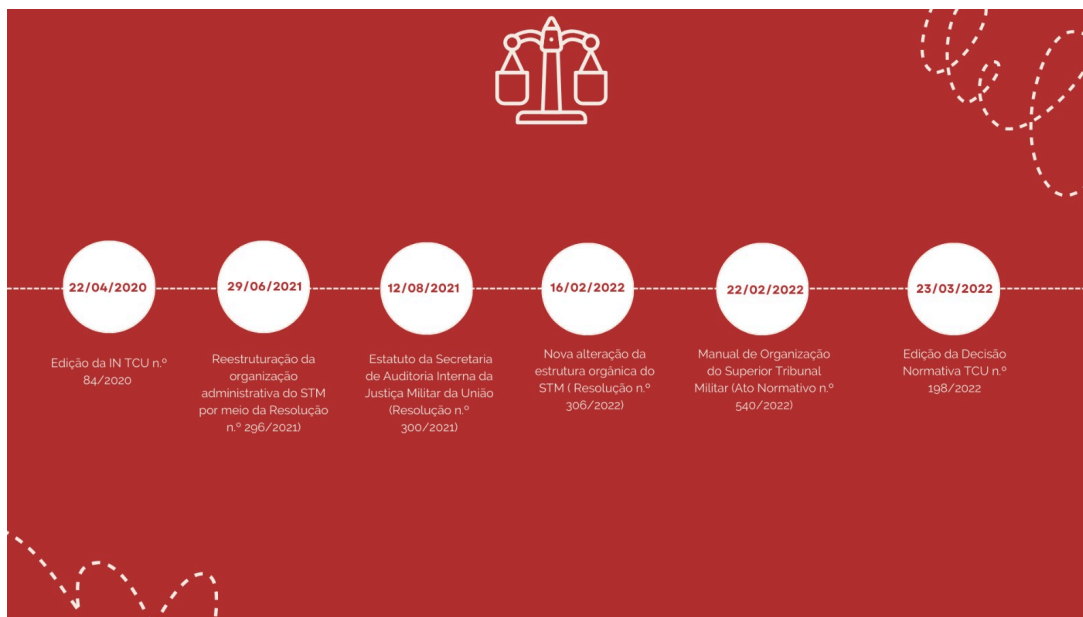 22/04/2020
Edição da IN TCU n.º
84/2020
29/06/2021
Reestruturação da
organização
administrativa do STM
por meio da Resolução
n.º 296/2021)
12/08/2021
Estatuto da Secretaria
de Auditoria Interna da
Justiça Militar da União
(Resolução n.º
300/2021)
16/02/2022
Nova alteração da
estrutura orgânica do
STM ( Resolução n.º
306/2022)
22/02/2022
Manual de Organização
do Superior Tribunal
Militar (Ato Normativo n.º
540/2022)
23/03/2022
Edição da Decisão
Normativa TCU n.º
198/2022